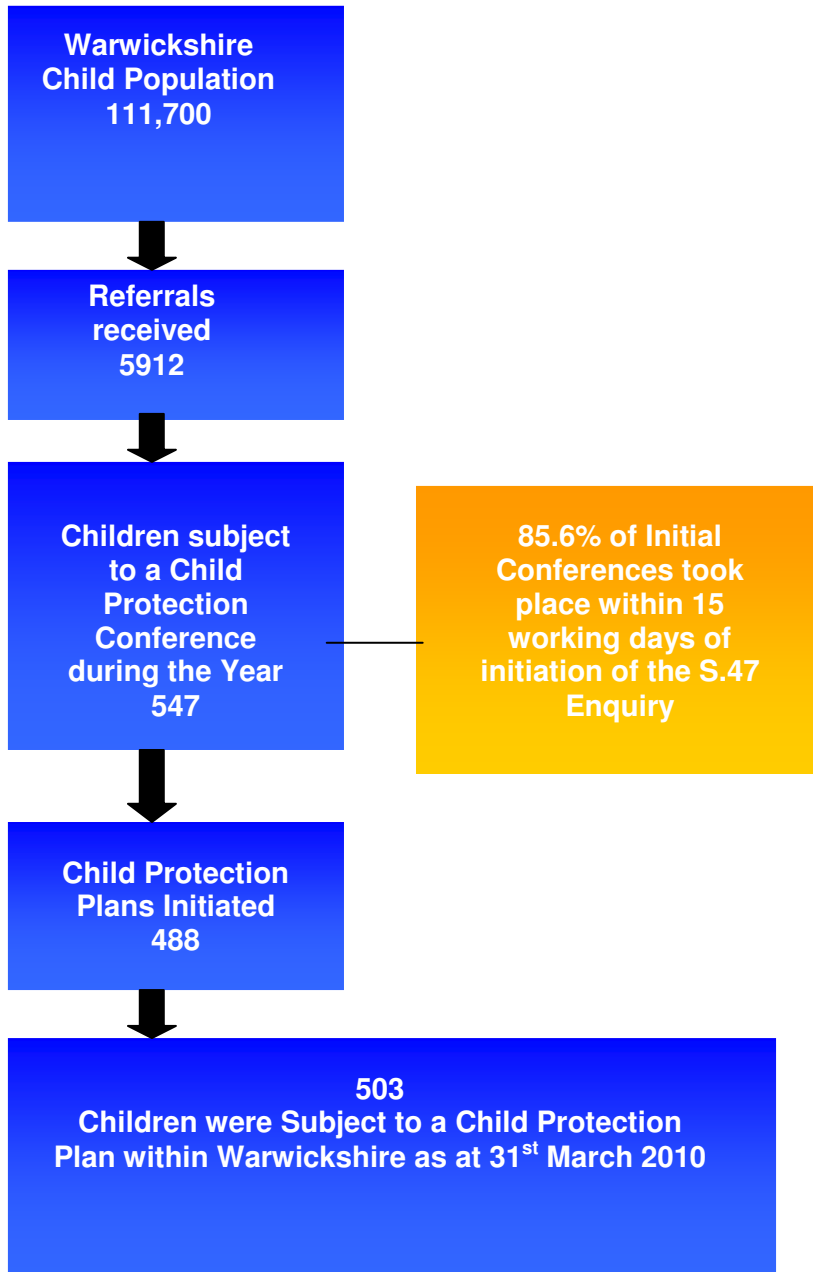 Warwickshire
Child Population
111,700
Referrals
received
5912
Children subject
to a Child
Protection
Conference
during the Year
547
85.6% of Initial
Conferences took
place within 15
working days of
initiation of the S.47
Enquiry
Child Protection
Plans Initiated
488
503
Children were Subject to a Child Protection
Plan within Warwickshire as at 31st March 2010